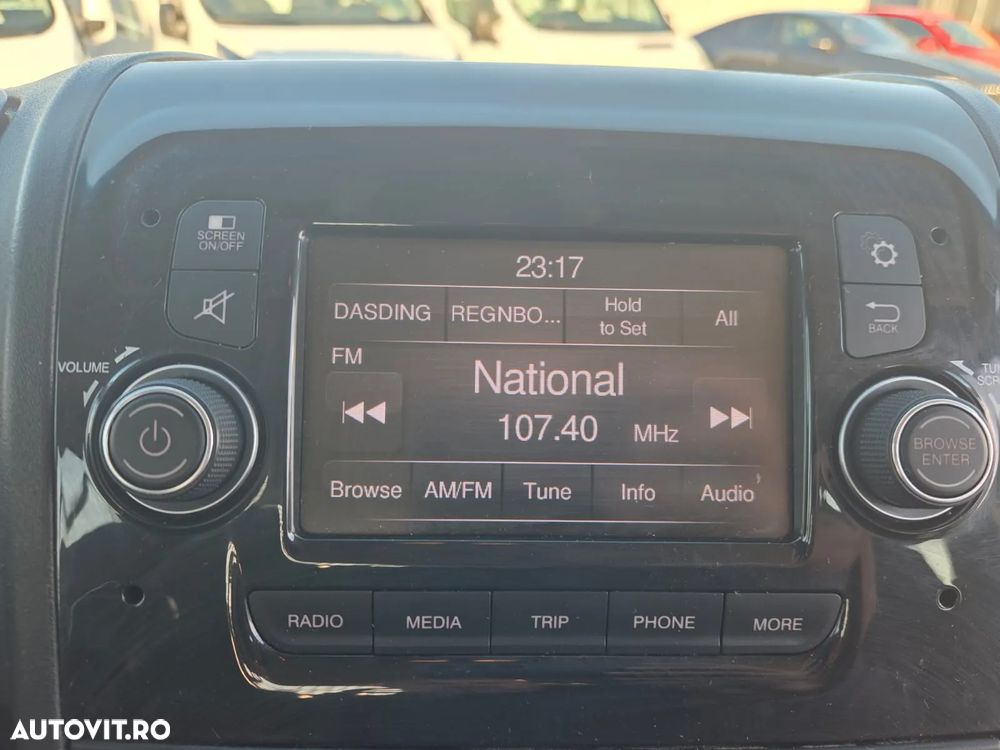 SCREEN
ON/OFF
23:17
DASDING
REGNBO...
Hold
to Set
All
BACK
VOLUME
FM
National
107.40 MHz
BROWSE
ENTER
Browse
AM/FM
Tune
Info
Audio
RADIO
MEDIA
TRIP
PHONE
MORE
AUTOVIT.RO